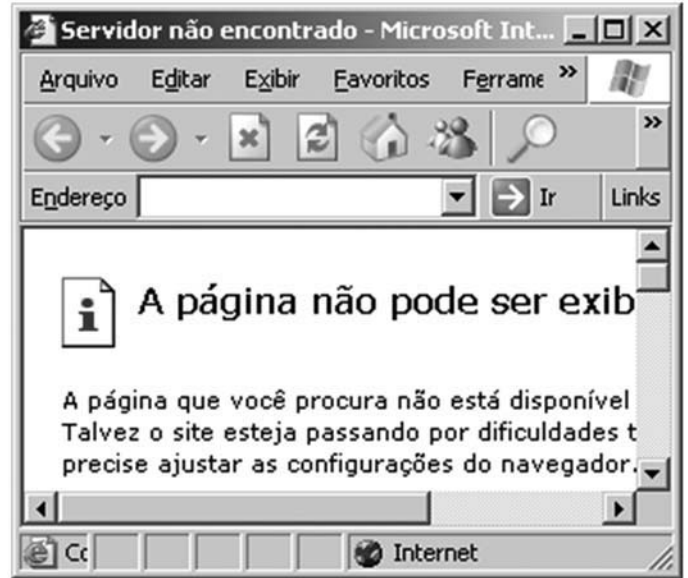 Servidor não encontrado - Microsoft Int...
Arquivo Editar Exibir Favoritos Ferrame »
»
Endereço Ir Links
A página não pode ser exib
A página que você procura não está disponível
Talvez o site esteja passando por dificuldades t
precise ajustar as configurações do navegador.
Cc Internet